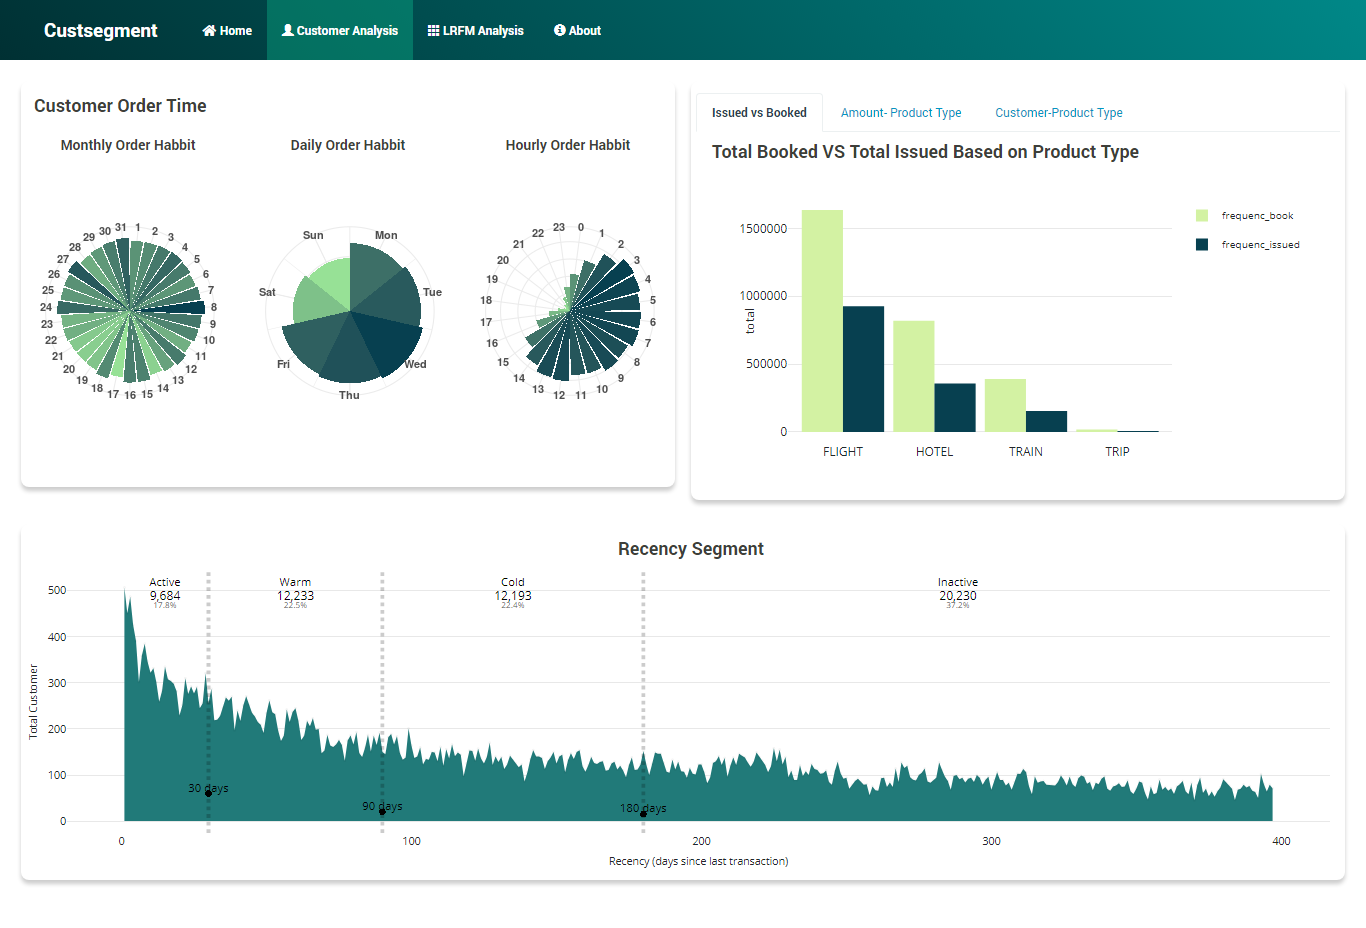 Custsegment Home Customer Analysis LRFM Analysis About
Customer Order Time
Monthly Order Habbit
31 1 2 3 4 5 6 7 8 9 10 11 12 13 14 15 16 17 18 19 20 21 22 23 24 25 26 27 28 29 30
Daily Order Habbit
Mon Tue Wed Thu Fri Sat Sun
Hourly Order Habbit
0 1 2 3 4 5 6 7 8 9 10 11 12 13 14 15 16 17 18 19 20 21 22 23
Issued vs Booked Amount- Product Type Customer-Product Type
Total Booked VS Total Issued Based on Product Type
1500000
1000000
500000
0
total
FLIGHT HOTEL TRAIN TRIP
frequenc_book
frequenc_issued
Recency Segment
Active Warm Cold Inactive
9,684 12,233 12,193 20,230
17.8% 22.5% 22.4% 37.2%
500
400
300
200
100
0
Total Customer
30 days 90 days 180 days
0 100 200 300 400
Recency (days since last transaction)